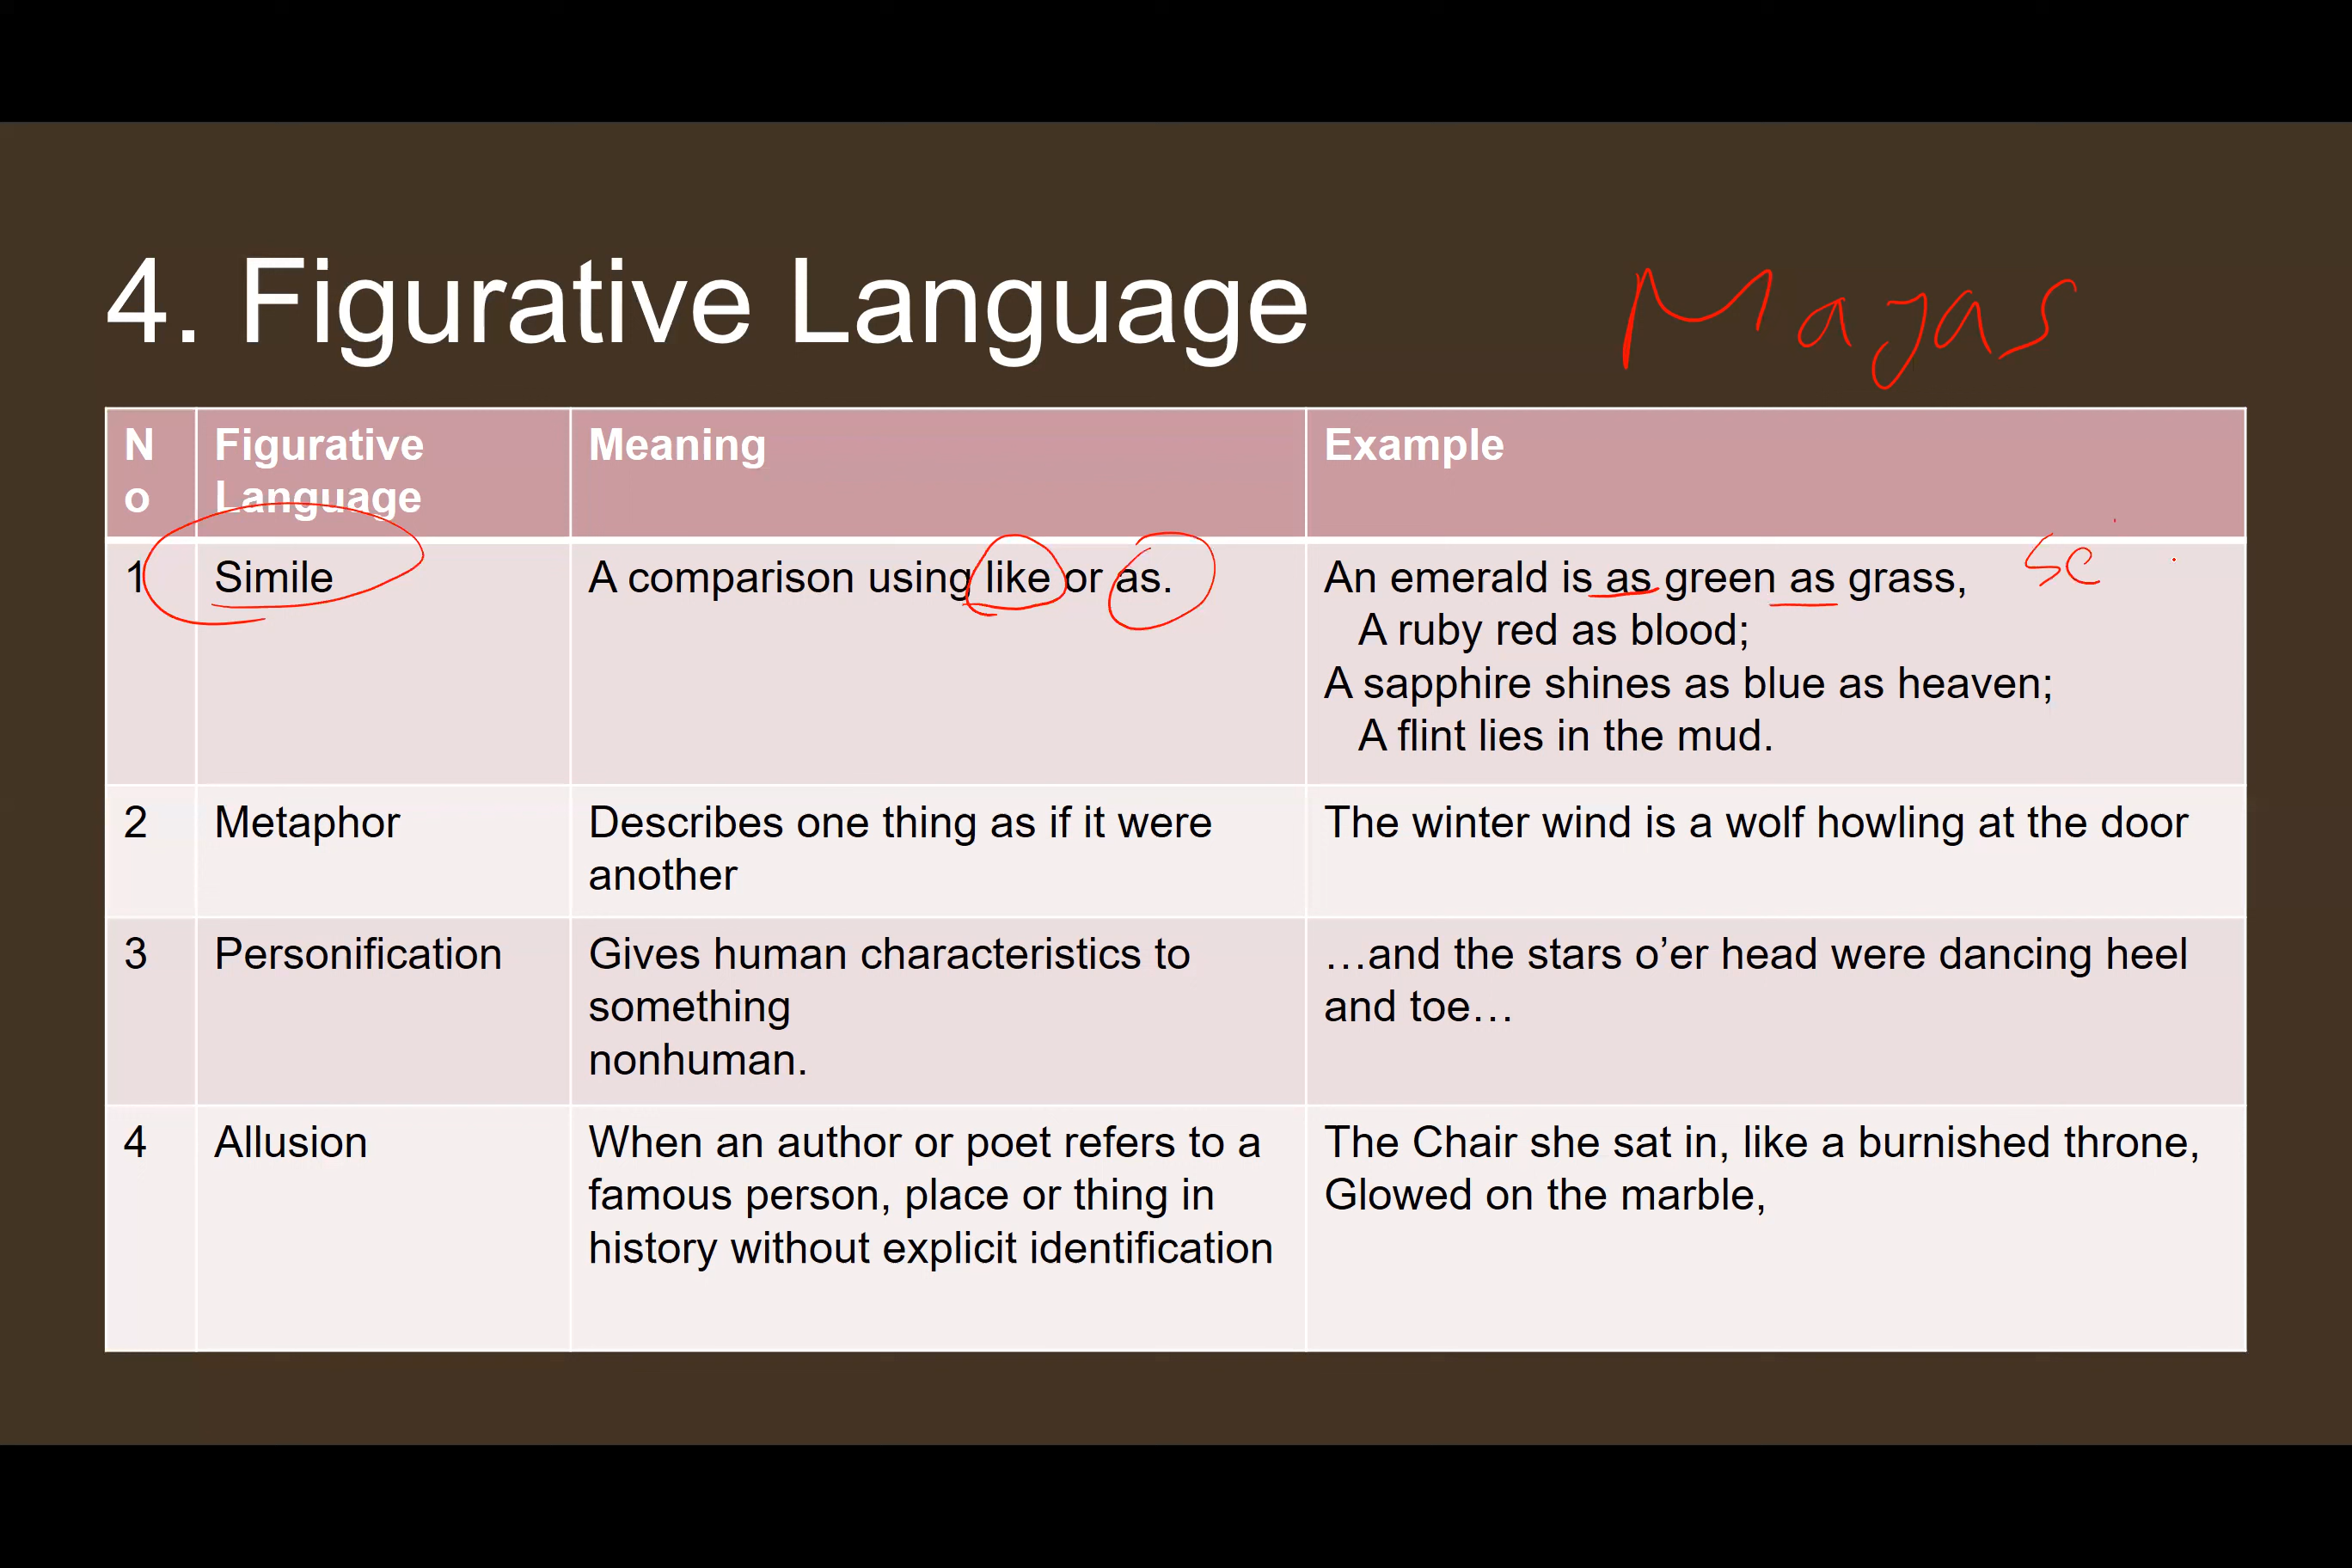 4. Figurative Language
Majas
N
o
Figurative
Language
Meaning
Example
1
Simile
A comparison using like or as.
An emerald is as green as grass,
A ruby red as blood;
A sapphire shines as blue as heaven;
A flint lies in the mud.
se
2
Metaphor
Describes one thing as if it were
another
The winter wind is a wolf howling at the door
3
Personification
Gives human characteristics to
something
nonhuman.
…and the stars o’er head were dancing heel
and toe…
4
Allusion
When an author or poet refers to a
famous person, place or thing in
history without explicit identification
The Chair she sat in, like a burnished throne,
Glowed on the marble,